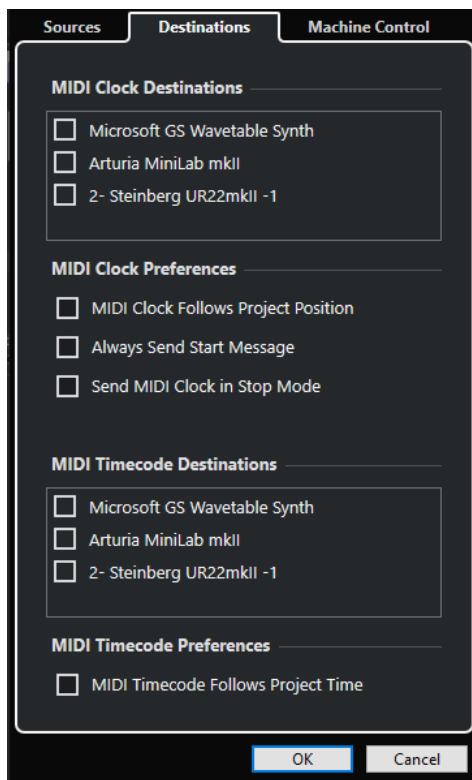 Sources Destinations Machine Control
MIDI Clock Destinations
Microsoft GS Wavetable Synth
Arturia MiniLab mkII
2- Steinberg UR22mkII -1
MIDI Clock Preferences
MIDI Clock Follows Project Position
Always Send Start Message
Send MIDI Clock in Stop Mode
MIDI Timecode Destinations
Microsoft GS Wavetable Synth
Arturia MiniLab mkII
2- Steinberg UR22mkII -1
MIDI Timecode Preferences
MIDI Timecode Follows Project Time
OK Cancel